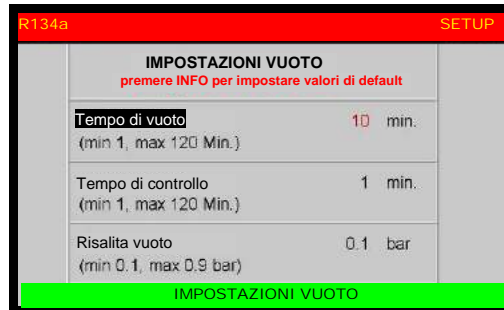 R134a SETUP
IMPOSTAZIONI VUOTO
premere INFO per impostare valori di default
Tempo di vuoto 10 min.
(min 1, max 120 Min.)
Tempo di controllo 1 min.
(min 1, max 120 Min.)
Risalita vuoto 0.1 bar
(min 0.1, max 0.9 bar)
IMPOSTAZIONI VUOTO